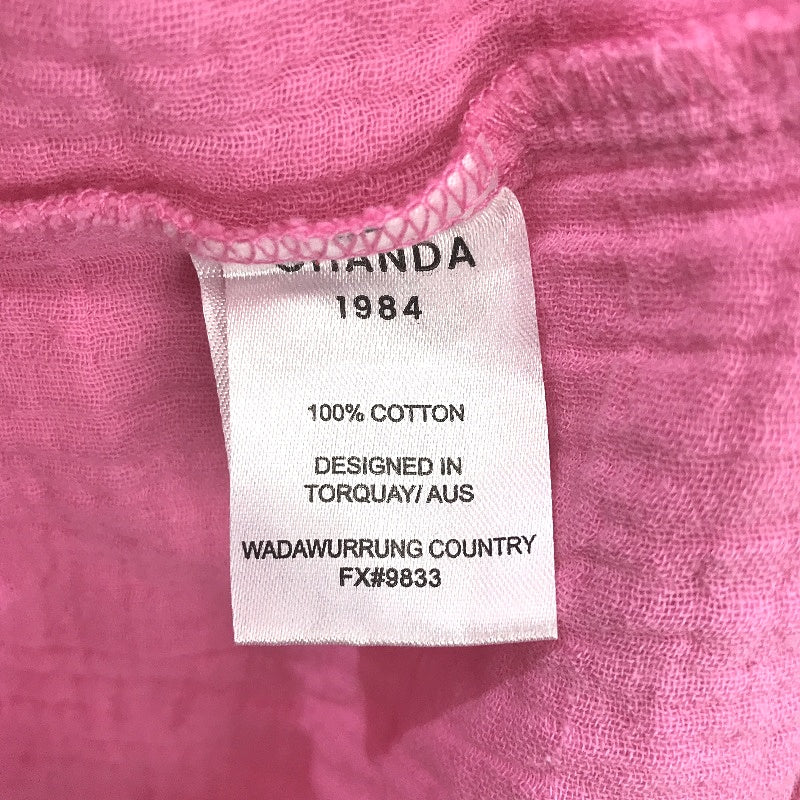 1984
100% COTTON
DESIGNED IN
TORQUAY/ AUS
WADAWURRUNG COUNTRY
FX#9833